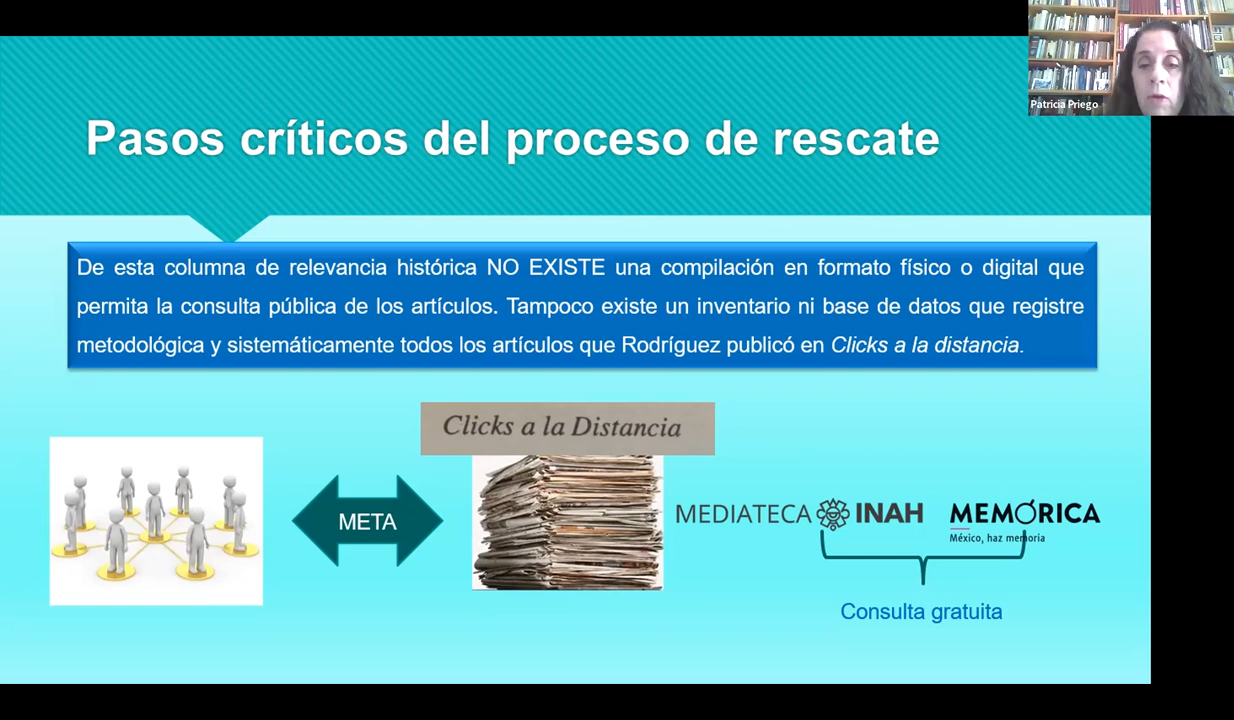 Patricia Priego
Pasos críticos del proceso de rescate
De esta columna de relevancia histórica NO EXISTE una compilación en formato físico o digital que
permita la consulta pública de los artículos. Tampoco existe un inventario ni base de datos que registre
metodológica y sistemáticamente todos los artículos que Rodríguez publicó en Clicks a la distancia.
Clicks a la Distancia
META
MEDIATECA INAH
MEMÓRICA
México, haz memoria
Consulta gratuita